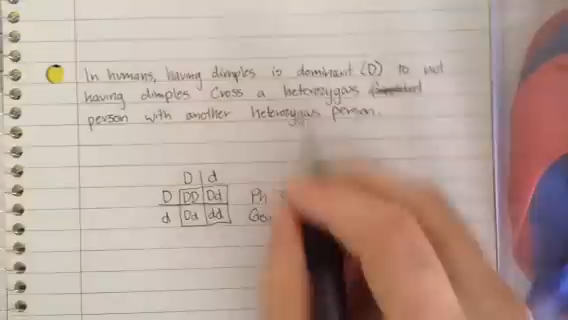 In humans, having dimples is dominant (D) to not
having dimples Cross a heterozygous
person with another heterozygous person.
D d
D DD Dd Ph
d Dd dd